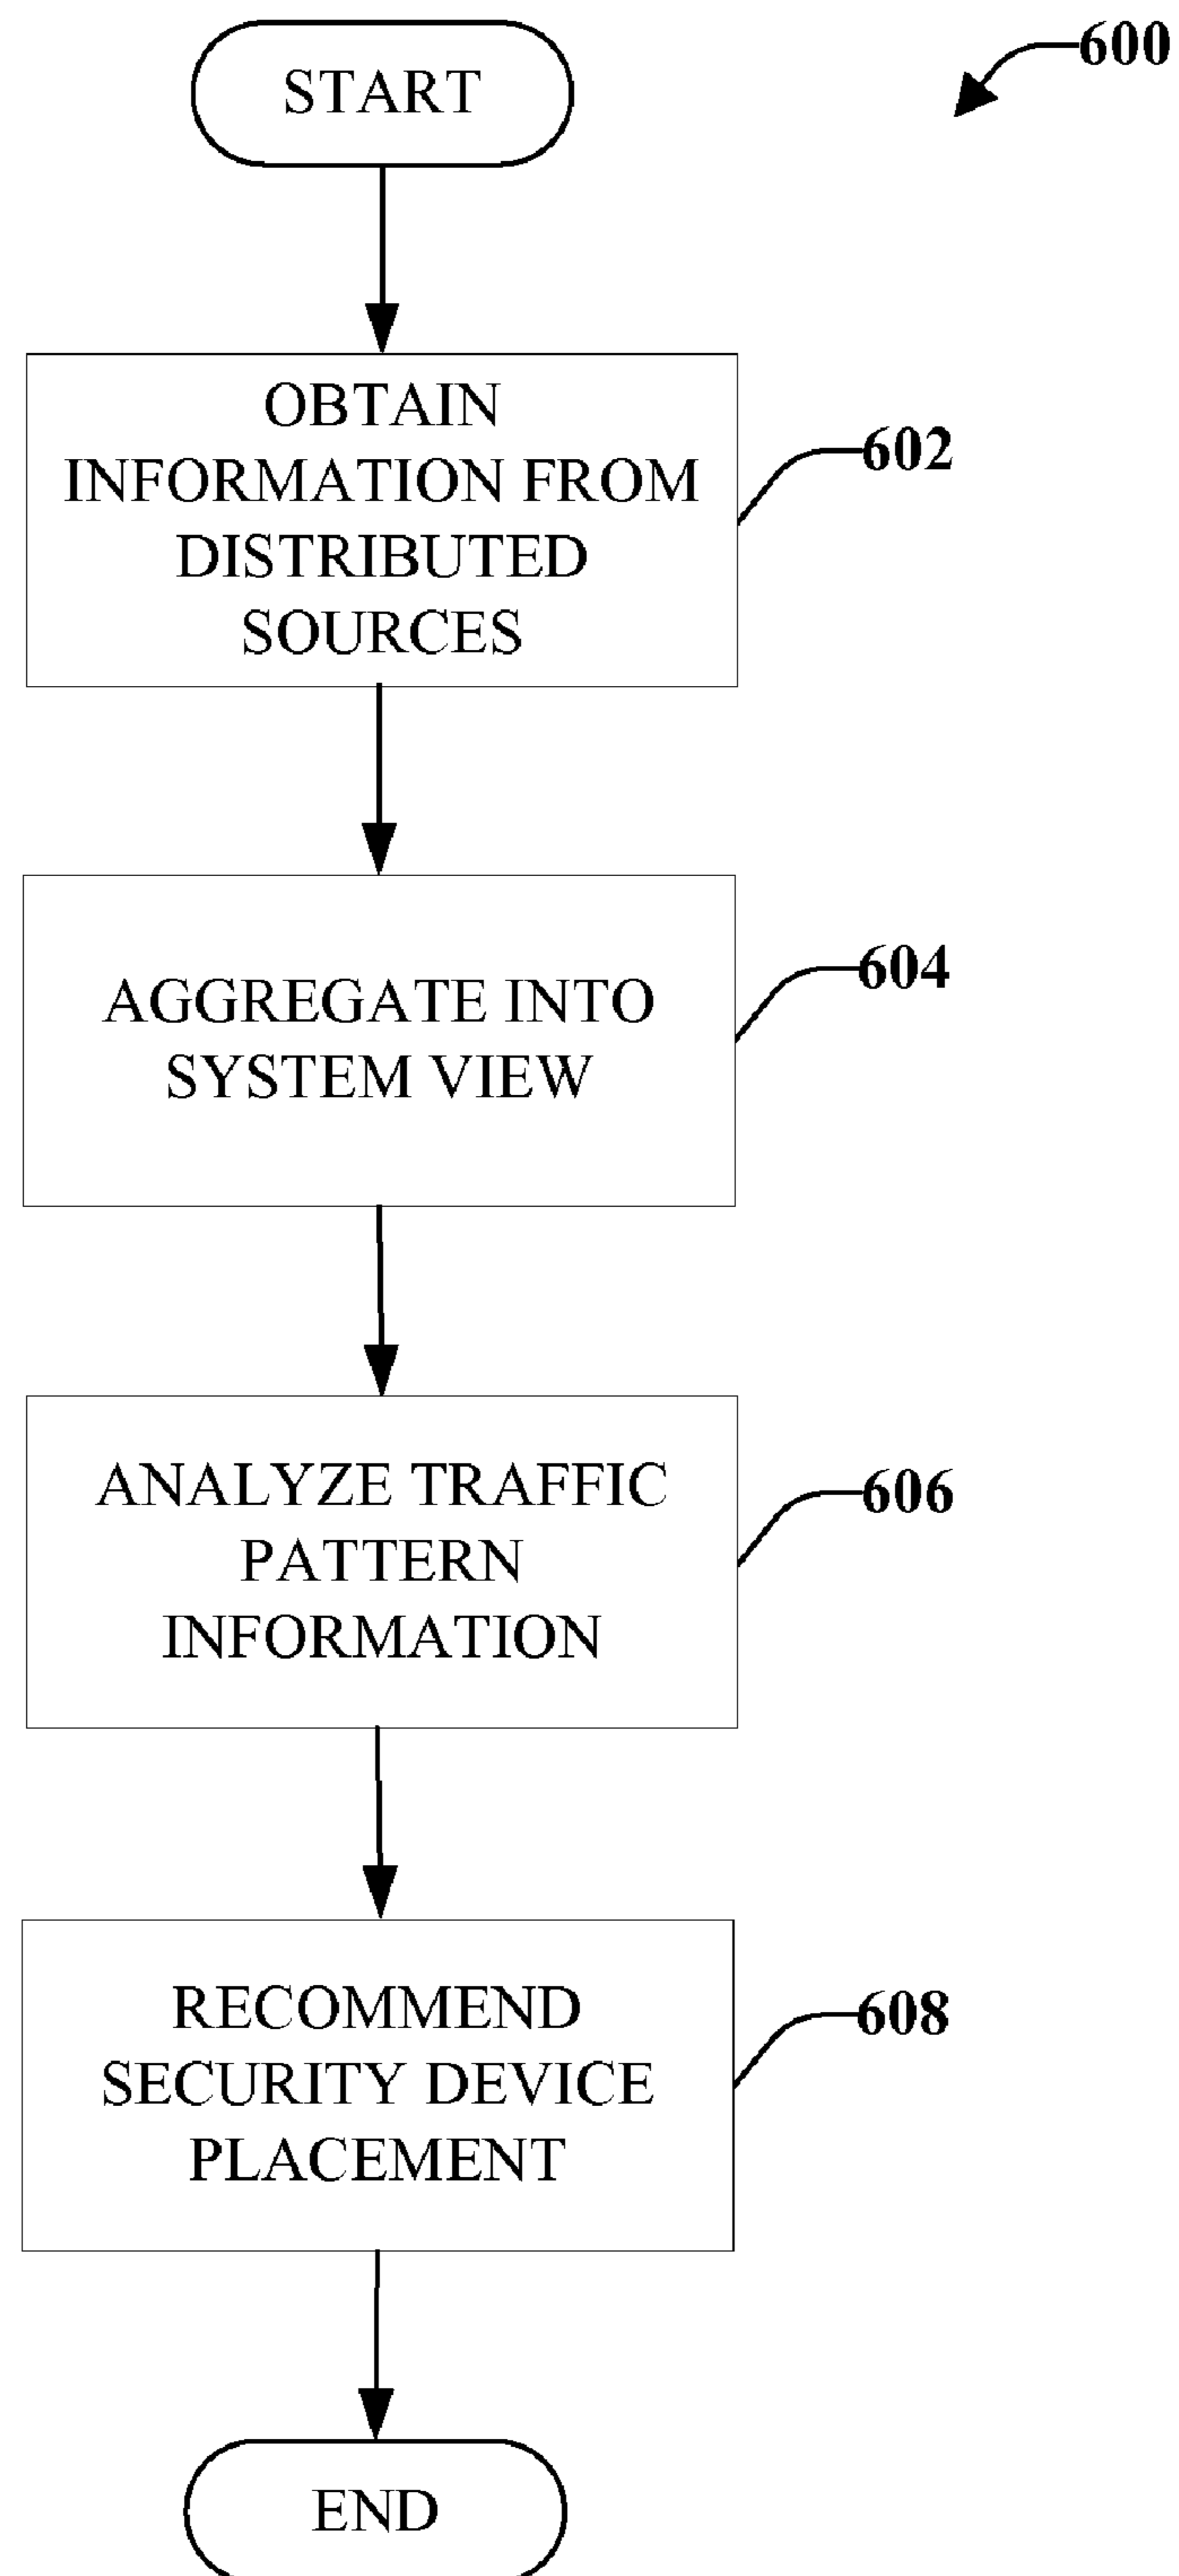 START
600
OBTAIN
INFORMATION FROM
DISTRIBUTED
SOURCES
602
AGGREGATE INTO
SYSTEM VIEW
604
ANALYZE TRAFFIC
PATTERN
INFORMATION
606
RECOMMEND
SECURITY DEVICE
PLACEMENT
608
END